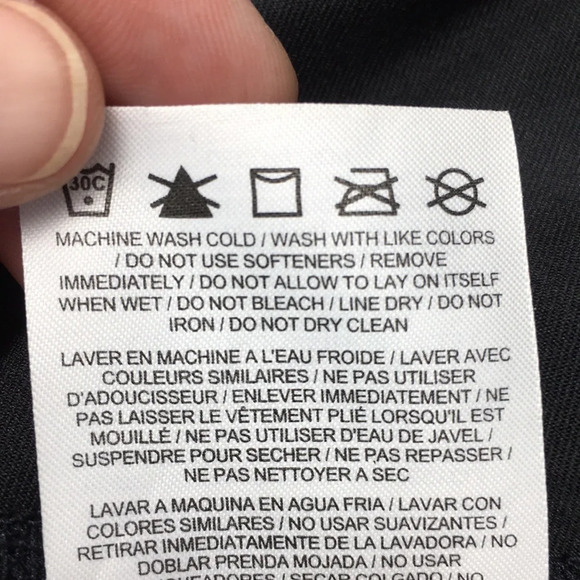 30C
MACHINE WASH COLD / WASH WITH LIKE COLORS
/ DO NOT USE SOFTENERS / REMOVE
IMMEDIATELY / DO NOT ALLOW TO LAY ON ITSELF
WHEN WET / DO NOT BLEACH / LINE DRY / DO NOT
IRON / DO NOT DRY CLEAN
LAVER EN MACHINE A L'EAU FROIDE / LAVER AVEC
COULEURS SIMILAIRES / NE PAS UTILISER
D'ADOUCISSEUR / ENLEVER IMMEDIATEMENT / NE
PAS LAISSER LE VÊTEMENT PLIÉ LORSQU'IL EST
MOUILLÉ / NE PAS UTILISER D'EAU DE JAVEL /
SUSPENDRE POUR SECHER / NE PAS REPASSER /
NE PAS NETTOYER A SEC
LAVAR A MAQUINA EN AGUA FRIA / LAVAR CON
COLORES SIMILARES / NO USAR SUAVIZANTES /
RETIRAR INMEDIATAMENTE DE LA LAVADORA / NO
DOBLAR PRENDA MOJADA / NO USAR
SECAR COLGADO / NO